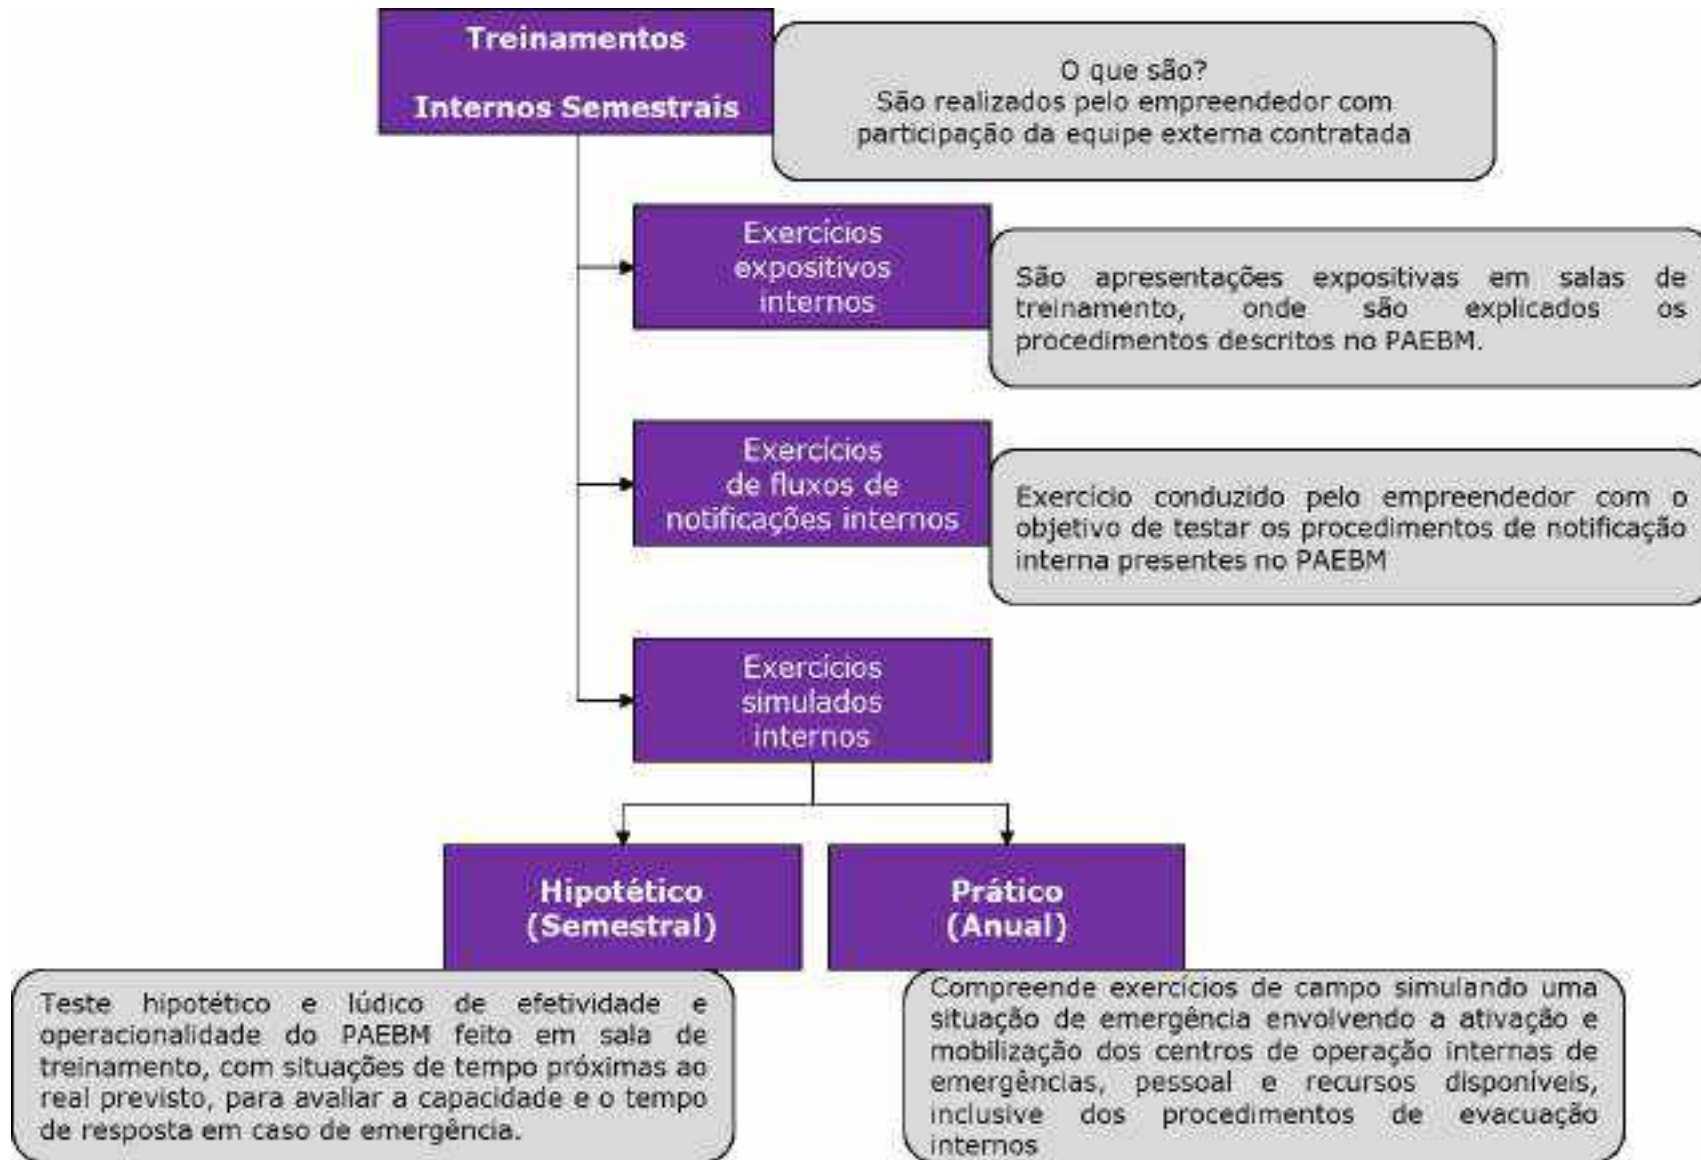 Treinamentos
Internos Semestrais
O que são?
São realizados pelo empreendedor com
participação da equipe externa contratada
Exercícios
expositivos
internos
São apresentações expositivas em salas de
treinamento, onde são explicados os
procedimentos descritos no PAEBM.
Exercícios
de fluxos de
notificações internos
Exercício conduzido pelo empreendedor com o
objetivo de testar os procedimentos de notificação
interna presentes no PAEBM
Exercícios
simulados
internos
Hipotético
(Semestral)
Prático
(Anual)
Teste hipotético e lúdico de efetividade e
operacionalidade do PAEBM feito em sala de
treinamento, com situações de tempo próximas ao
real previsto, para avaliar a capacidade e o tempo
de resposta em caso de emergência.
Compreende exercícios de campo simulando uma
situação de emergência envolvendo a ativação e
mobilização dos centros de operação internas de
emergências, pessoal e recursos disponíveis,
inclusive dos procedimentos de evacuação
internos